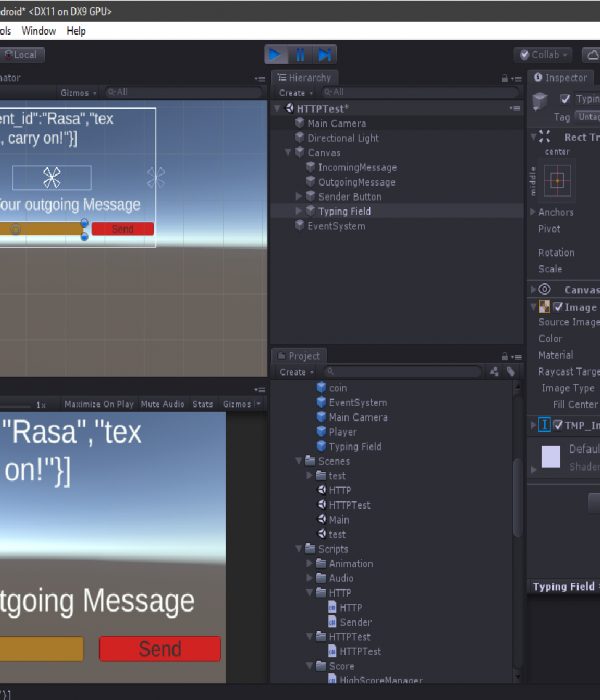 droid* <DX11 on DX9 GPU>
ols Window Help
Local
Collab
ator
Gizmos All
ent_id":"Rasa","tex
, carry on!"}]
our outgoing Message
Send
1x Maximize On Play Mute Audio Stats Gizmos
"Rasa","tex
on!"}]
tgoing Message
Send
"}]
Hierarchy
Create All
HTTPTest*
Main Camera
Directional Light
Canvas
IncomingMessage
OutgoingMessage
Sender Button
Typing Field
EventSystem
Project
Create
coin
EventSystem
Main Camera
Player
Typing Field
Scenes
test
HTTP
HTTPTest
Main
test
Scripts
Animation
Audio
HTTP
HTTP
Sender
HTTPTest
HTTPTest
Score
HighScoreManager
Inspector
Typin
Tag Untag
Rect Tr
center
middle
Anchors
Pivot
Rotation
Scale
Canvas
Image
Source Image
Color
Material
Raycast Targe
Image Type
Fill Center
TMP_In
Defaul
Shader
Typing Field